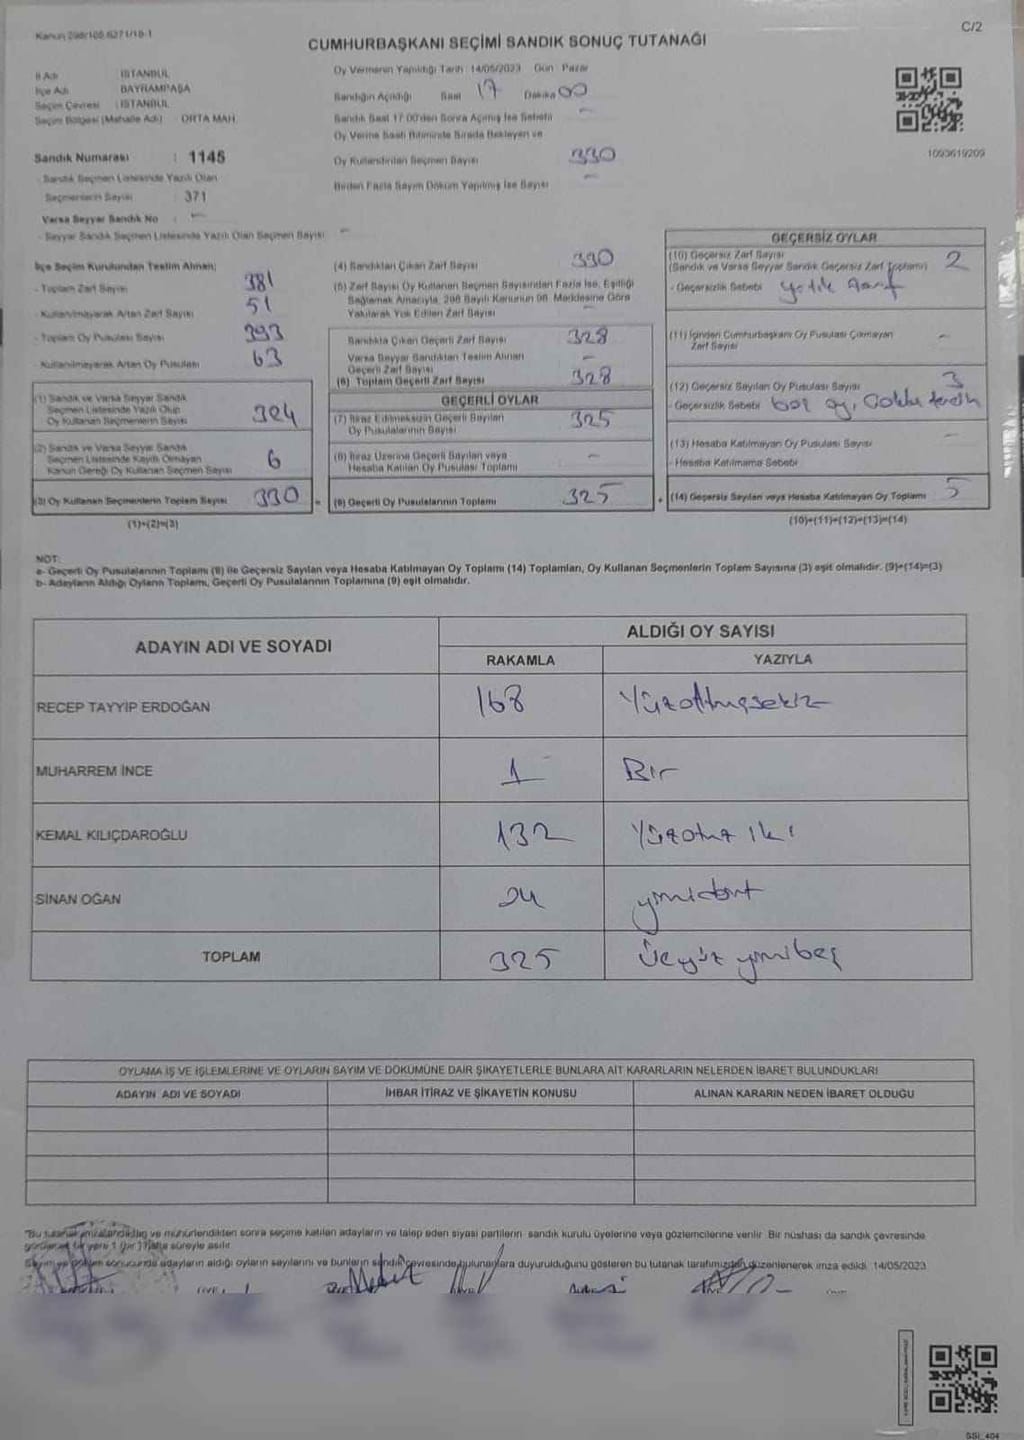 Kanun 298/105.6271/18-1
C/2
CUMHURBAŞKANI SEÇİMİ SANDIK SONUÇ TUTANAĞI
İl Adı : İSTANBUL
İlçe Adı : BAYRAMPAŞA
Seçim Çevresi : İSTANBUL
Seçim Bölgesi (Mahalle Adı) ORTA MAH.
Oy Vermenin Yapıldığı Tarih 14/05/2023 Gün Pazar
Sandığın Açıldığı Saat 17 Dakika 00
Sandık Saat 17:00'den Sonra Açılmış İse Sebebi -
Oy Verme Saati Bitiminde Sırada Bekleyen ve
Oy Kullandırılan Seçmen Sayısı 330
Birden Fazla Sayım Döküm Yapılmış İse Sayısı -
1093619209
Sandık Numarası : 1145
- Sandık Seçmen Listesinde Yazılı Olan
Seçmenlerin Sayısı : 371
Varsa Seyyar Sandık No : -
- Seyyar Sandık Seçmen Listesinde Yazılı Olan Seçmen Sayısı -
İlçe Seçim Kurulundan Teslim Alınan;
- Toplam Zarf Sayısı 381
- Kullanılmayarak Artan Zarf Sayısı 51
- Toplam Oy Pusulası Sayısı 393
- Kullanılmayarak Artan Oy Pusulası 63
(1) Sandık ve Varsa Seyyar Sandık
Seçmen Listesinde Yazılı Olup
Oy Kullanan Seçmenlerin Sayısı 324
(2) Sandık ve Varsa Seyyar Sandık
Seçmen Listesinde Kayıtlı Olmayan
Kanun Gereği Oy Kullanan Seçmen Sayısı 6
(3) Oy Kullanan Seçmenlerin Toplam Sayısı 330
(1)+(2)=(3)
(4) Sandıktan Çıkan Zarf Sayısı 330
(5) Zarf Sayısı Oy Kullanan Seçmen Sayısından Fazla İse, Eşitliği
Sağlamak Amacıyla, 298 Sayılı Kanunun 98. Maddesine Göre
Yakılarak Yok Edilen Zarf Sayısı -
Sandıkta Çıkan Geçerli Zarf Sayısı 328
Varsa Seyyar Sandıktan Teslim Alınan
Geçerli Zarf Sayısı -
(6) Toplam Geçerli Zarf Sayısı 328
GEÇERLİ OYLAR
(7) İtiraz Edilmeksizin Geçerli Sayılan
Oy Pusulalarının Sayısı 325
(8) İtiraz Üzerine Geçerli Sayılan veya
Hesaba Katılan Oy Pusulası Toplamı -
(9) Geçerli Oy Pusulalarının Toplamı 325
GEÇERSİZ OYLAR
(10) Geçersiz Zarf Sayısı 2
(Sandık ve Varsa Seyyar Sandık Geçersiz Zarf Toplamı)
- Geçersizlik Sebebi yırtık zarf
(11) İçinden Cumhurbaşkanı Oy Pusulası Çıkmayan
Zarf Sayısı -
(12) Geçersiz Sayılan Oy Pusulası Sayısı 3
- Geçersizlik Sebebi boş oy, Çoklu tercih
(13) Hesaba Katılmayan Oy Pusulası Sayısı -
- Hesaba Katılmama Sebebi
(14) Geçersiz Sayılan veya Hesaba Katılmayan Oy Toplamı 5
(10)+(11)+(12)+(13)=(14)
NOT:
a- Geçerli Oy Pusulalarının Toplamı (9) ile Geçersiz Sayılan veya Hesaba Katılmayan Oy Toplamı (14) Toplamları, Oy Kullanan Seçmenlerin Toplam Sayısına (3) eşit olmalıdır. (9)+(14)=(3)
b- Adayların Aldığı Oyların Toplamı, Geçerli Oy Pusulalarının Toplamına (9) eşit olmalıdır.
ADAYIN ADI VE SOYADI
ALDIĞI OY SAYISI
RAKAMLA YAZIYLA
RECEP TAYYİP ERDOĞAN 168 Yüzaltmışsekiz
MUHARREM İNCE 1 Bir
KEMAL KILIÇDAROĞLU 132 Yüzotuz iki
SİNAN OĞAN 24 yirmidört
TOPLAM 325 Üçyüz yirmibeş
OYLAMA İŞ VE İŞLEMLERİNE VE OYLARIN SAYIM VE DÖKÜMÜNE DAİR ŞİKAYETLERLE BUNLARA AİT KARARLARIN NELERDEN İBARET BULUNDUKLARI
ADAYIN ADI VE SOYADI İHBAR İTİRAZ VE ŞİKAYETİN KONUSU ALINAN KARARIN NEDEN İBARET OLDUĞU
"Bu tutanak imzalandıktan ve mühürlendikten sonra seçime katılan adayların ve talep eden siyasi partilerin sandık kurulu üyelerine veya gözlemcilerine verilir. Bir nüshası da sandık çevresinde
görülecek bir yere 1 (bir) hafta süreyle asılır.
Sayım ve döküm sonucunda adayların aldığı oyların sayılarını ve bunların sandık çevresinde bulunanlara duyurulduğunu gösteren bu tutanak tarafımızdan düzenlenerek imza edildi. 14/05/2023
SSI_404